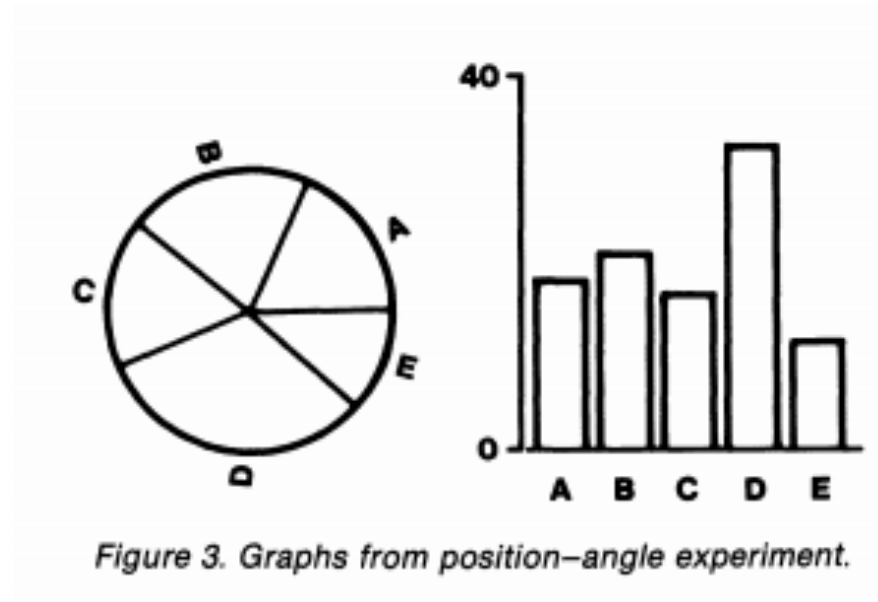 B
A
C
E
D
40
0
A B C D E
Figure 3. Graphs from position–angle experiment.